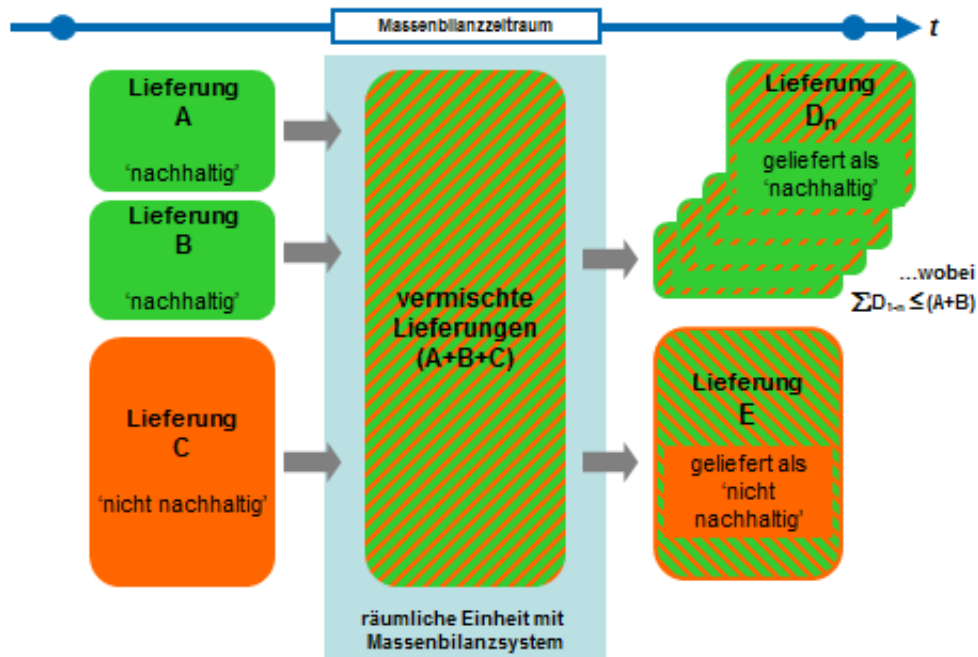 Massenbilanzzeitraum
t
Lieferung
A
‘nachhaltig’
Lieferung
B
‘nachhaltig’
Lieferung
C
‘nicht nachhaltig’
vermischte
Lieferungen
(A+B+C)
räumliche Einheit mit
Massenbilanzsystem
Lieferung
Dn
geliefert als
‘nachhaltig’
...wobei
∑D1-n ≤(A+B)
Lieferung
E
geliefert als
‘nicht
nachhaltig’